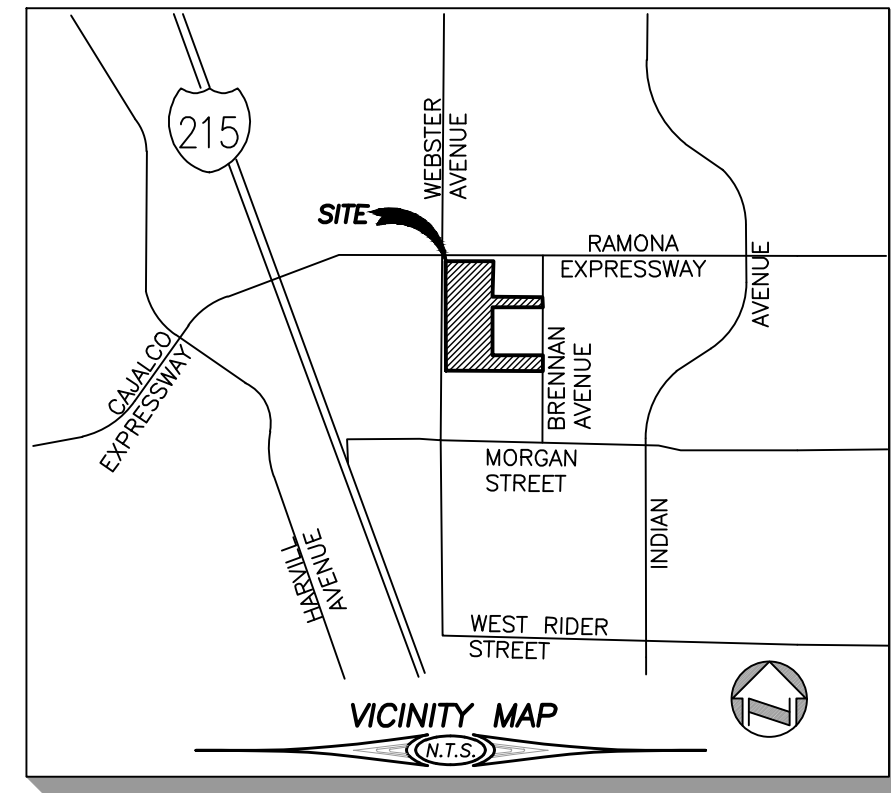 215
WEBSTER
AVENUE
SITE
RAMONA
EXPRESSWAY
AVENUE
CAJALCO
EXPRESSWAY
BRENNAN
AVENUE
MORGAN
STREET
INDIAN
HARVILL
AVENUE
WEST RIDER
STREET
VICINITY MAP
N.T.S.
N